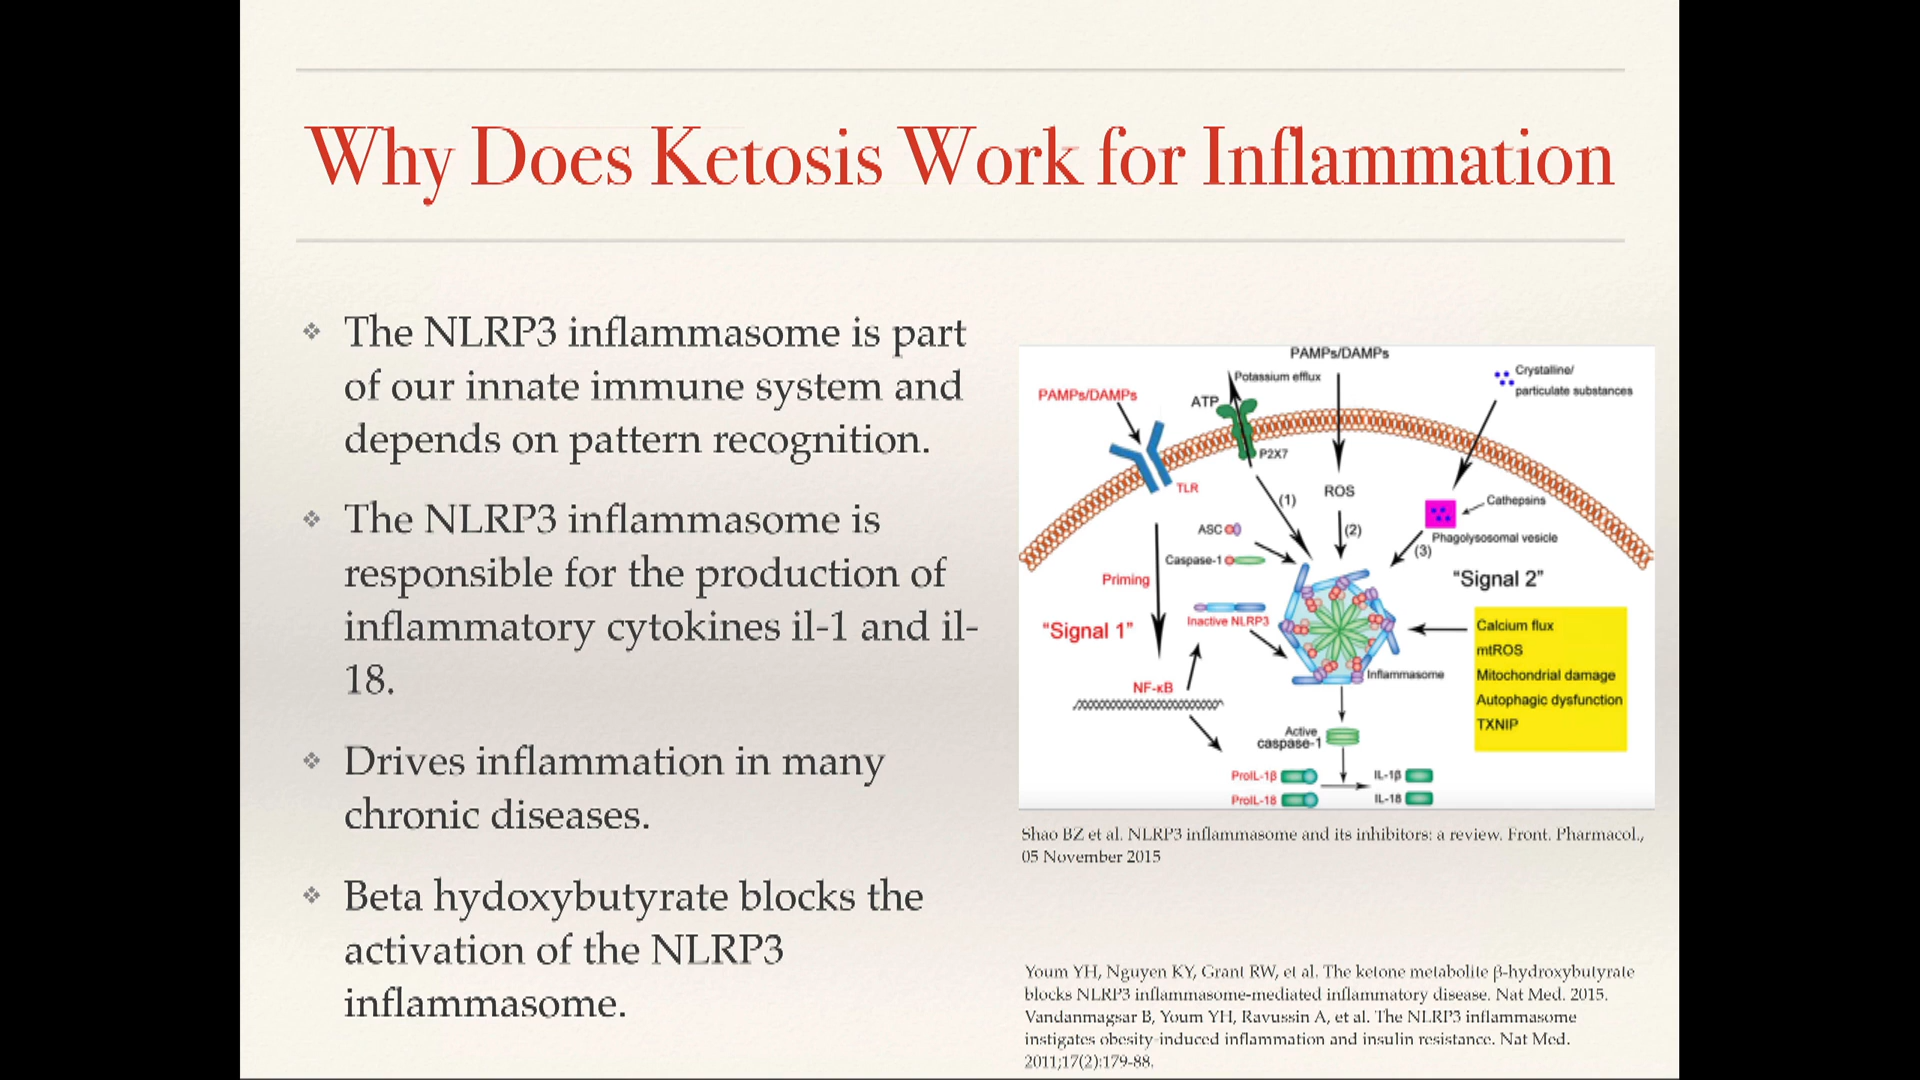 Why Does Ketosis Work for Inflammation
The NLRP3 inflammasome is part
of our innate immune system and
depends on pattern recognition.
The NLRP3 inflammasome is
responsible for the production of
inflammatory cytokines il-1 and il-
18.
Drives inflammation in many
chronic diseases.
Beta hydoxybutyrate blocks the
activation of the NLRP3
inflammasome.
PAMPs/DAMPs
Potassium efflux
Crystalline/
particulate substances
PAMPs/DAMPs
ATP
P2X7
TLR
(1)
ROS
Cathepsins
ASC
(2)
Phagolysosomal vesicle
(3)
Caspase-1
Priming
"Signal 2"
Inactive NLRP3
"Signal 1"
Calcium flux
mtROS
Mitochondrial damage
Autophagic dysfunction
TXNIP
Inflammasome
NF-κB
Active
caspase-1
ProIL-1β
IL-1β
ProIL-18
IL-18
Shao BZ et al. NLRP3 inflammasome and its inhibitors: a review. Front. Pharmacol.,
05 November 2015
Youm YH, Nguyen KY, Grant RW, et al. The ketone metabolite β-hydroxybutyrate
blocks NLRP3 inflammasome-mediated inflammatory disease. Nat Med. 2015.
Vandanmagsar B, Youm YH, Ravussin A, et al. The NLRP3 inflammasome
instigates obesity-induced inflammation and insulin resistance. Nat Med.
2011;17(2):179-88.